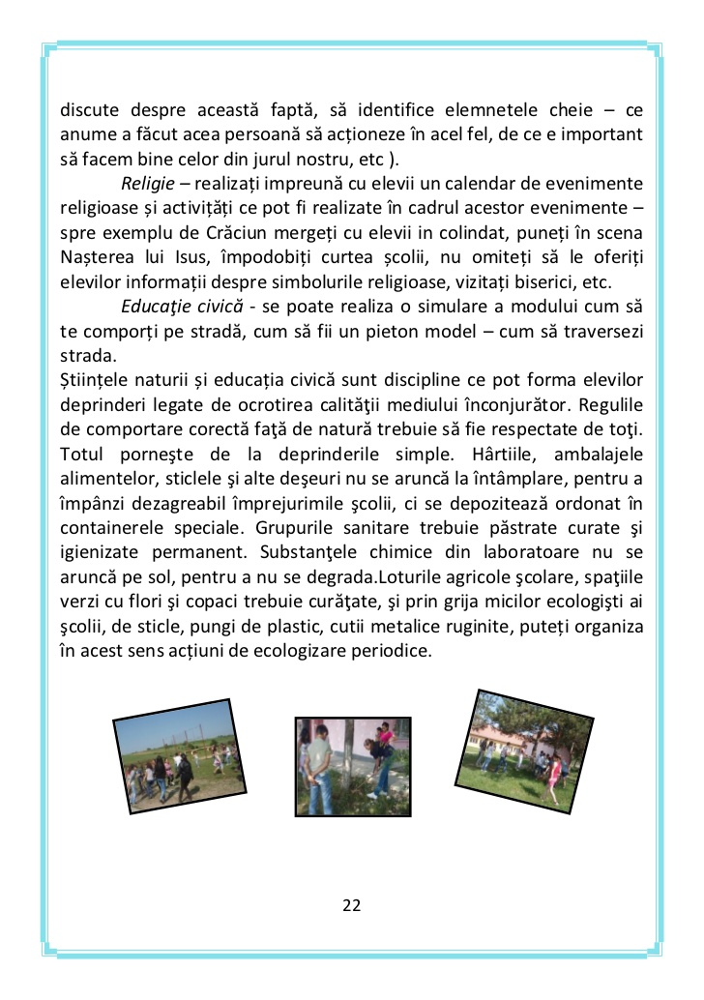 discute despre această faptă, să identifice elemnetele cheie – ce
anume a făcut acea persoană să acționeze în acel fel, de ce e important
să facem bine celor din jurul nostru, etc ).
Religie – realizați impreună cu elevii un calendar de evenimente
religioase și activițăți ce pot fi realizate în cadrul acestor evenimente –
spre exemplu de Crăciun mergeți cu elevii in colindat, puneți în scena
Nașterea lui Isus, împodobiți curtea școlii, nu omiteți să le oferiți
elevilor informații despre simbolurile religioase, vizitați biserici, etc.
Educaţie civică - se poate realiza o simulare a modului cum să
te comporți pe stradă, cum să fii un pieton model – cum să traversezi
strada.
Științele naturii și educația civică sunt discipline ce pot forma elevilor
deprinderi legate de ocrotirea calităţii mediului înconjurător. Regulile
de comportare corectă faţă de natură trebuie să fie respectate de toţi.
Totul porneşte de la deprinderile simple. Hârtiile, ambalajele
alimentelor, sticlele şi alte deşeuri nu se aruncă la întâmplare, pentru a
împânzi dezagreabil împrejurimile şcolii, ci se depozitează ordonat în
containerele speciale. Grupurile sanitare trebuie păstrate curate şi
igienizate permanent. Substanţele chimice din laboratoare nu se
aruncă pe sol, pentru a nu se degrada.Loturile agricole şcolare, spaţiile
verzi cu flori şi copaci trebuie curăţate, şi prin grija micilor ecologişti ai
şcolii, de sticle, pungi de plastic, cutii metalice ruginite, puteți organiza
în acest sens acțiuni de ecologizare periodice.
22